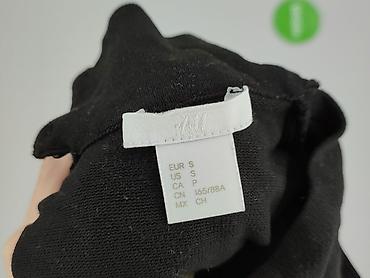 H&M
EUR S
US S
CA P
CN 165/88A
MX CH